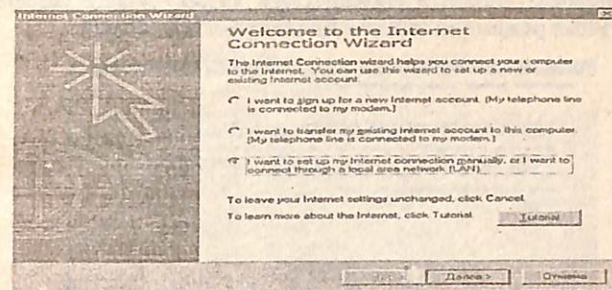 Internet Connection Wizard
Welcome to the Internet
Connection Wizard
The Internet Connection wizard helps you connect your computer
to the Internet. You can use this wizard to set up a new or
existing Internet account.
I want to sign up for a new Internet account. (My telephone line
is connected to my modem.)
I want to transfer my existing Internet account to this computer.
(My telephone line is connected to my modem.)
I want to set up my Internet connection manually, or I want to
connect through a local area network (LAN).
To leave your Internet settings unchanged, click Cancel.
To learn more about the Internet, click Tutorial.
Tutorial
Далее >
Отмена